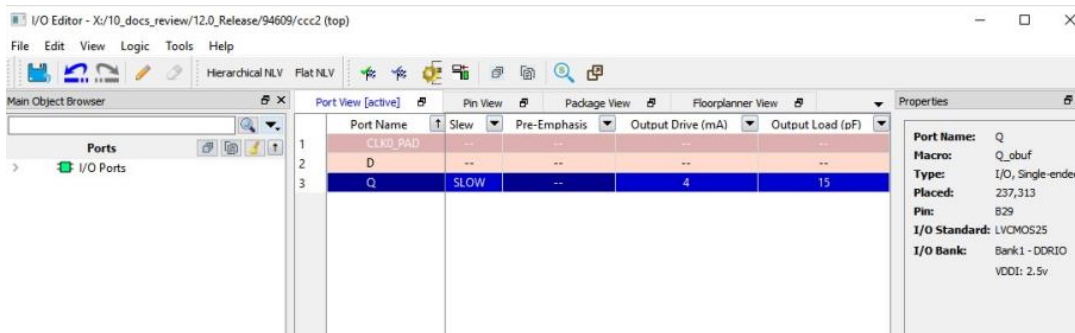 I/O Editor - X:/10_docs_review/12.0_Release/94609/ccc2 (top)
File Edit View Logic Tools Help
Hierarchical NLV Flat NLV
Main Object Browser
Ports
I/O Ports
Port View [active] Pin View Package View Floorplanner View
Port Name Slew Pre-Emphasis Output Drive (mA) Output Load (pF)
1 CLK0_PAD -- -- -- --
2 D -- -- -- --
3 Q SLOW -- 4 15
Properties
Port Name: Q
Macro: Q_obuf
Type: I/O, Single-ended
Placed: 237,313
Pin: B29
I/O Standard: LVCMOS25
I/O Bank: Bank1 - DDRIO
VDDI: 2.5v